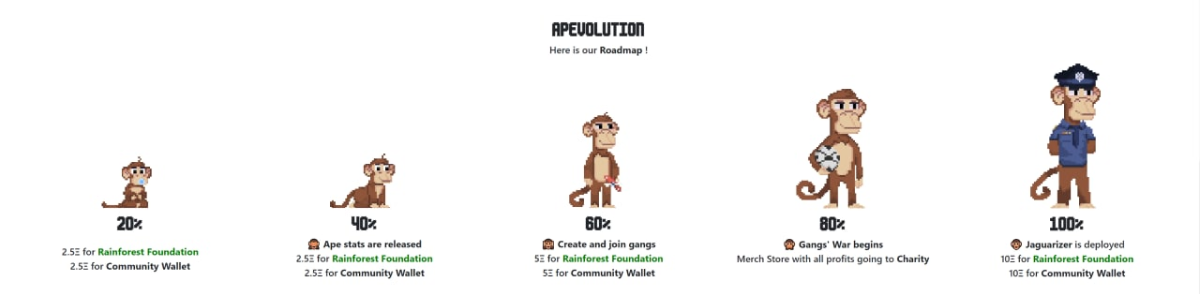 APEVOLUTION
Here is our Roadmap !
20%
2.5Ξ for Rainforest Foundation
2.5Ξ for Community Wallet
40%
Ape stats are released
2.5Ξ for Rainforest Foundation
2.5Ξ for Community Wallet
60%
Create and join gangs
5Ξ for Rainforest Foundation
5Ξ for Community Wallet
80%
Gangs' War begins
Merch Store with all profits going to Charity
100%
Jaguarizer is deployed
10Ξ for Rainforest Foundation
10Ξ for Community Wallet